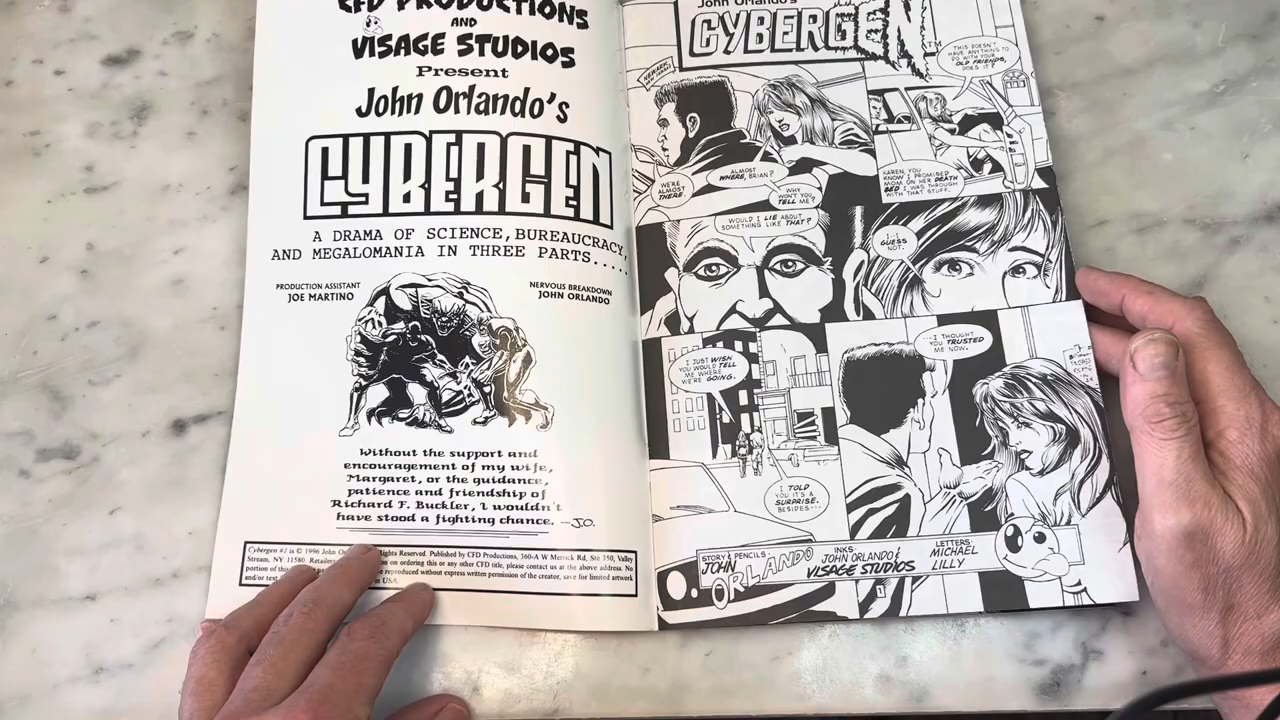 CFD PRODUCTIONS
AND
VISAGE STUDIOS
Present
John Orlando's
CYBERGEN
A DRAMA OF SCIENCE, BUREAUCRACY,
AND MEGALOMANIA IN THREE PARTS.....
PRODUCTION ASSISTANT
JOE MARTINO
NERVOUS BREAKDOWN
JOHN ORLANDO
Without the support and
encouragement of my wife,
Margaret, or the guidance,
patience and friendship of
Richard F. Buckler, I wouldn't
have stood a fighting chance. —J.O.
Cybergen #1 is © 1996 John Rights Reserved. Published by CFD Productions, 360-A W Merrick Rd, Ste 350, Valley
Stream, NY 11580. on ordering this or any other CFD title, please contact us at the above address. No
portion of this reproduced without express written permission of the creator, save for limited artwork
and/or text in USA.
John Orlando's
CYBERGEN™
WE'RE
ALMOST
THERE.
ALMOST
WHERE, BRIAN?
WHY
WON'T YOU
TELL ME?
THIS DOESN'T
HAVE ANYTHING TO
DO WITH YOUR
OLD FRIENDS,
DOES IT?
KAREN, YOU
KNOW I PROMISED
MOM ON HER DEATH
BED I WAS THROUGH
WITH THAT STUFF.
WOULD I LIE ABOUT
SOMETHING LIKE THAT?
I--I
GUESS
NOT.
I JUST WISH
YOU WOULD TELL
ME WHERE
WE'RE GOING.
I TOLD
YOU IT'S A
SURPRISE.
BESIDES---
---I THOUGHT
YOU TRUSTED
ME NOW.
STORY & PENCILS:
JOHN
ORLANDO
INKS:
JOHN ORLANDO &
VISAGE STUDIOS
LETTERS:
MICHAEL
LILLY
1